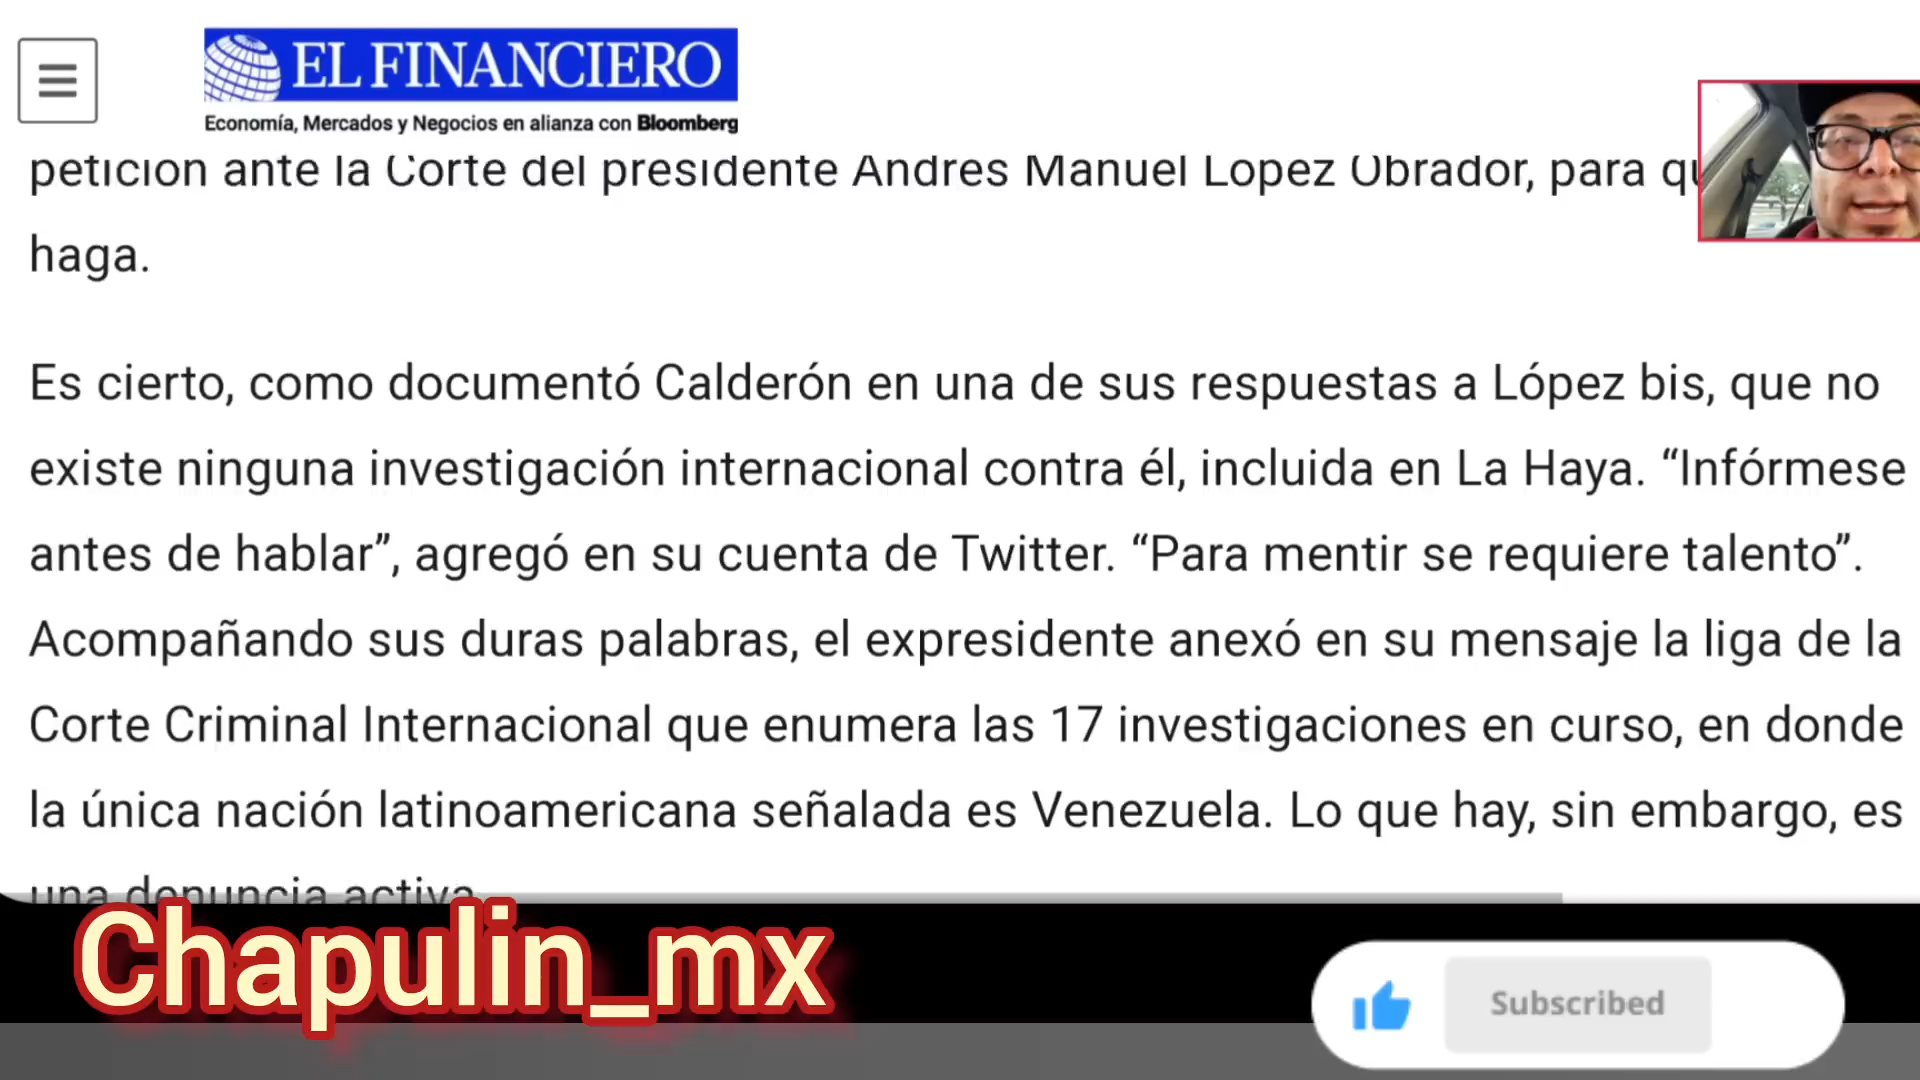 EL FINANCIERO
Economía, Mercados y Negocios en alianza con Bloomberg
petición ante la Corte del presidente Andrés Manuel López Obrador, para
haga.
Es cierto, como documentó Calderón en una de sus respuestas a López bis, que no
existe ninguna investigación internacional contra él, incluida en La Haya. “Infórmese
antes de hablar”, agregó en su cuenta de Twitter. “Para mentir se requiere talento”.
Acompañando sus duras palabras, el expresidente anexó en su mensaje la liga de la
Corte Criminal Internacional que enumera las 17 investigaciones en curso, en donde
la única nación latinoamericana señalada es Venezuela. Lo que hay, sin embargo, es
una denuncia activa
Chapulin_mx
Subscribed